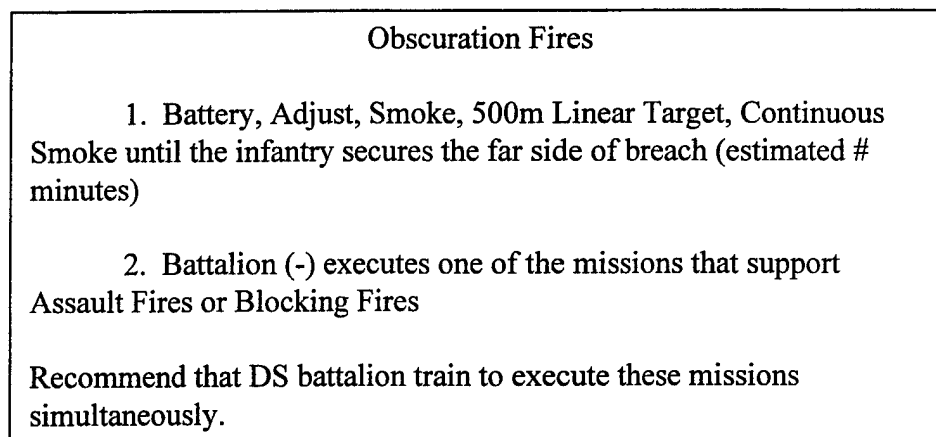 Obscuration Fires
1. Battery, Adjust, Smoke, 500m Linear Target, Continuous
Smoke until the infantry secures the far side of breach (estimated #
minutes)
2. Battalion (-) executes one of the missions that support
Assault Fires or Blocking Fires
Recommend that DS battalion train to execute these missions
simultaneously.